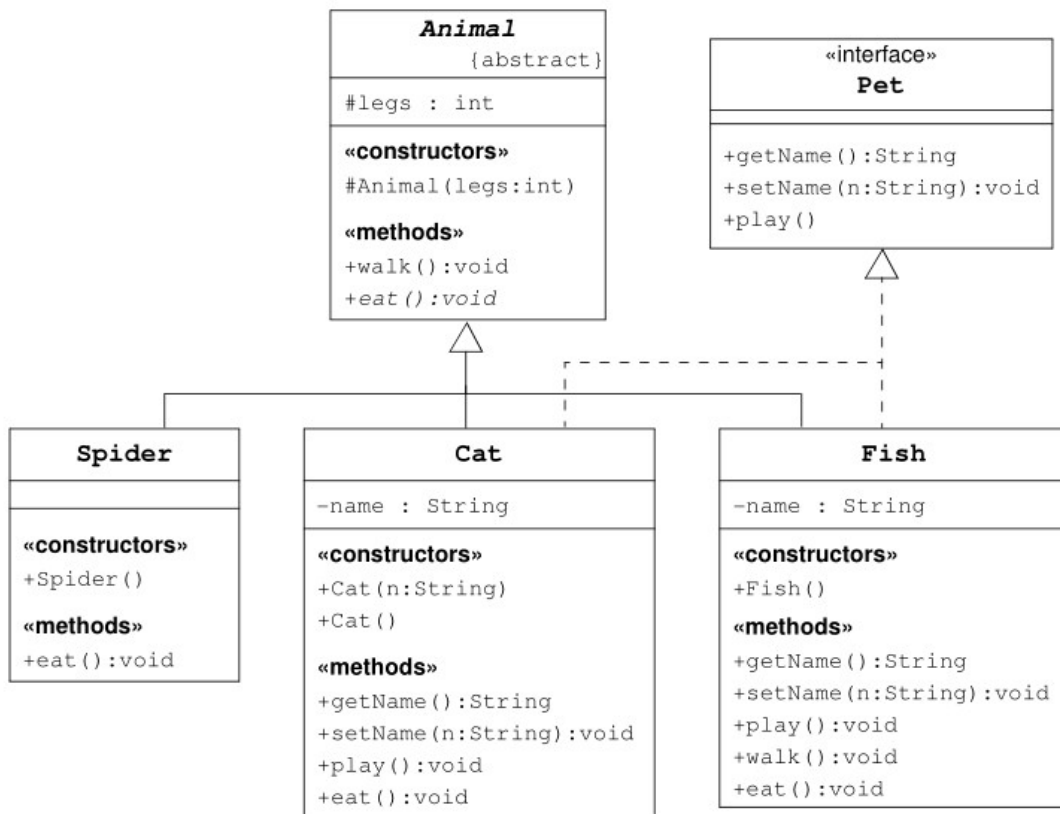 Animal
{abstract}
#legs : int
«constructors»
#Animal(legs:int)
«methods»
+walk():void
+eat():void
«interface»
Pet
+getName():String
+setName(n:String):void
+play()
Spider
«constructors»
+Spider()
«methods»
+eat():void
Cat
-name : String
«constructors»
+Cat(n:String)
+Cat()
«methods»
+getName():String
+setName(n:String):void
+play():void
+eat():void
Fish
-name : String
«constructors»
+Fish()
«methods»
+getName():String
+setName(n:String):void
+play():void
+walk():void
+eat():void